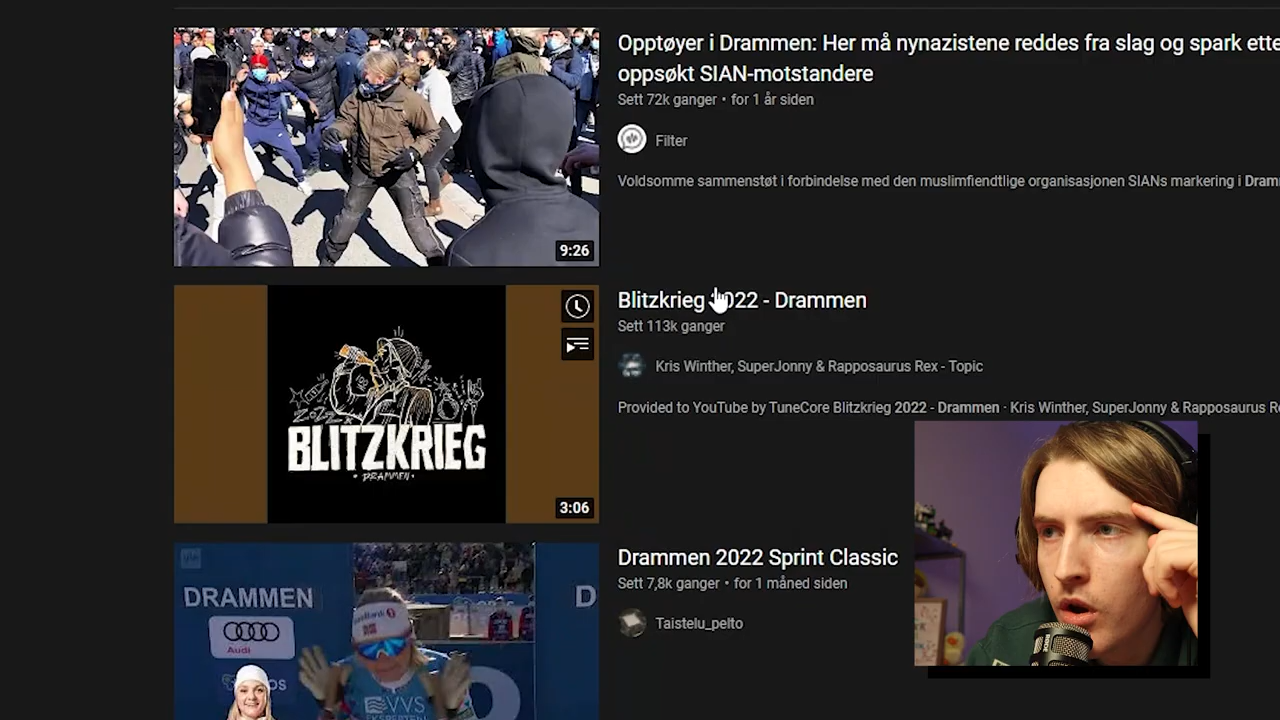 Opptøyer i Drammen: Her må nynazistene reddes fra slag og spark ette
oppsøkt SIAN-motstandere
Sett 72k ganger • for 1 år siden
Filter
Voldsomme sammenstøt i forbindelse med den muslimfiendtlige organisasjonen SIANs markering i Dram
9:26
Blitzkrieg 2022 - Drammen
Sett 113k ganger
Kris Winther, SuperJonny & Rapposaurus Rex - Topic
Provided to YouTube by TuneCore Blitzkrieg 2022 - Drammen · Kris Winther, SuperJonny & Rapposaurus R
2022
BLITZKRIEG
• DRAMMEN •
3:06
Drammen 2022 Sprint Classic
Sett 7,8k ganger • for 1 måned siden
Taistelu_pelto
DRAMMEN
D
Audi
VVS